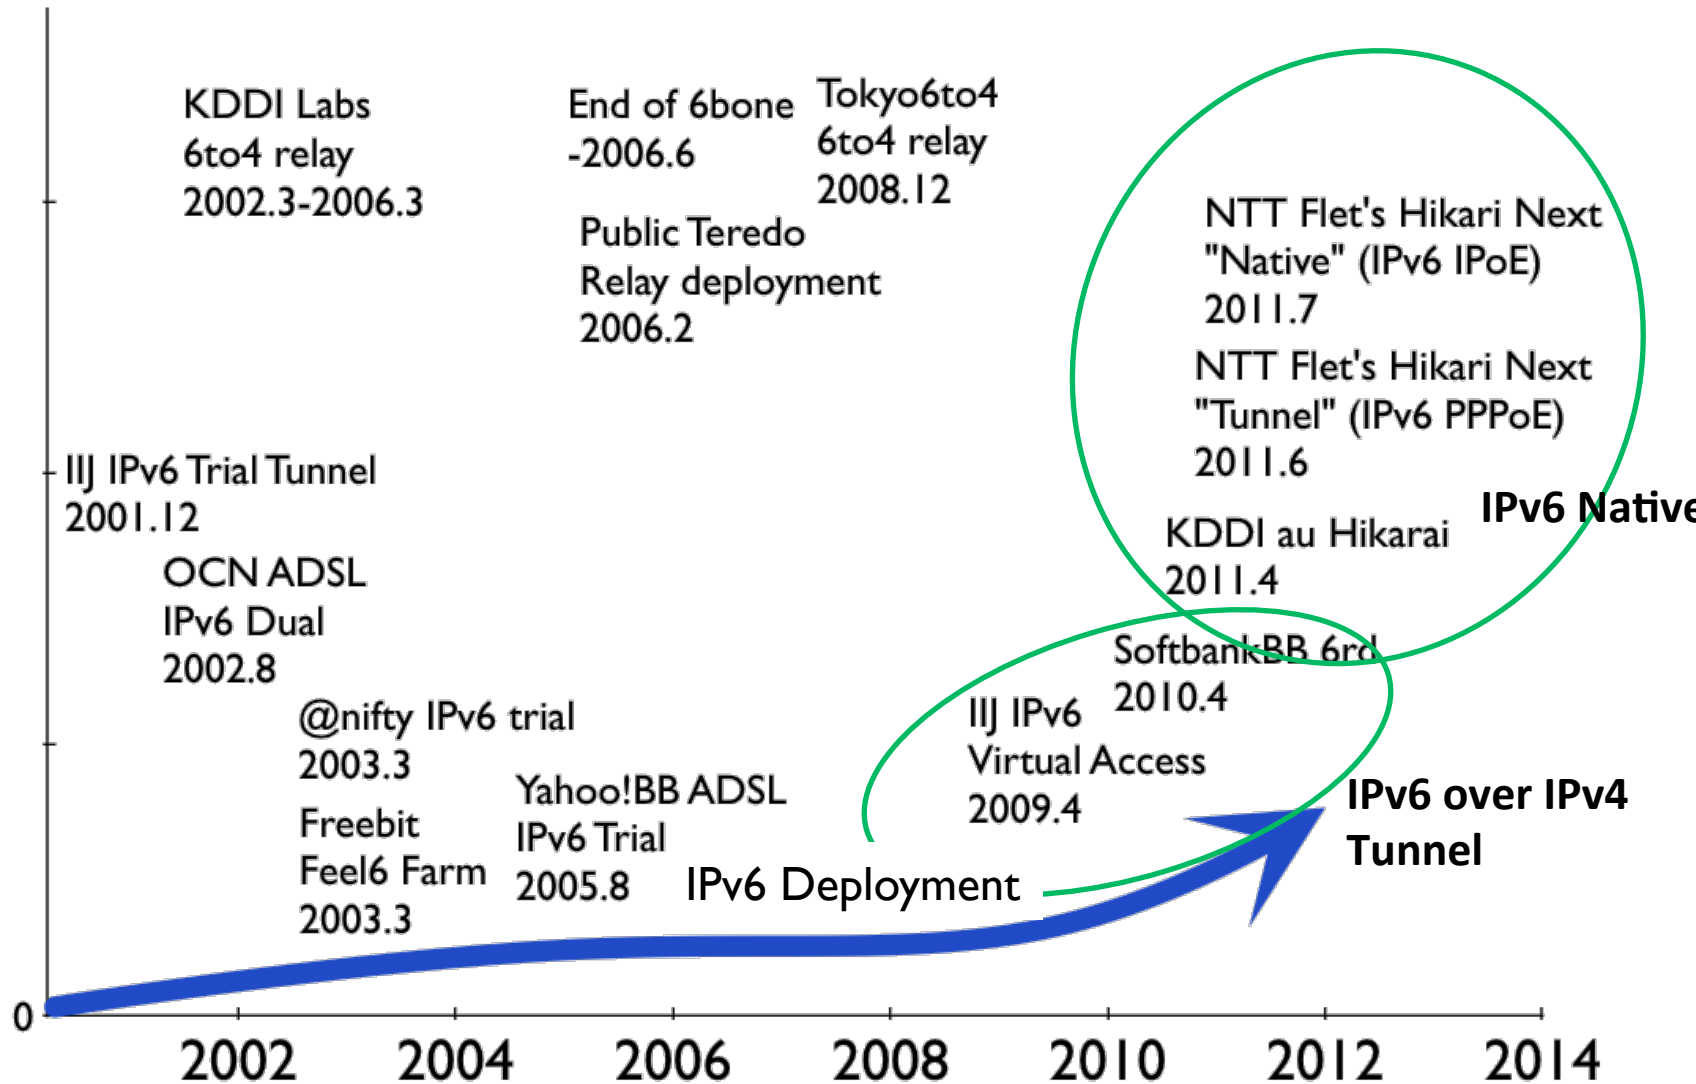 KDDI Labs
6to4 relay
2002.3-2006.3
End of 6bone
-2006.6
Tokyo6to4
6to4 relay
2008.12
Public Teredo
Relay deployment
2006.2
NTT Flet's Hikari Next
"Native" (IPv6 IPoE)
2011.7
NTT Flet's Hikari Next
"Tunnel" (IPv6 PPPoE)
2011.6
IPv6 Native
KDDI au Hikarai
2011.4
IIJ IPv6 Trial Tunnel
2001.12
OCN ADSL
IPv6 Dual
2002.8
@nifty IPv6 trial
2003.3
Freebit
Feel6 Farm
2003.3
Yahoo!BB ADSL
IPv6 Trial
2005.8
SoftbankBB 6rd
2010.4
IIJ IPv6
Virtual Access
2009.4
IPv6 over IPv4
Tunnel
IPv6 Deployment
0
2002 2004 2006 2008 2010 2012 2014